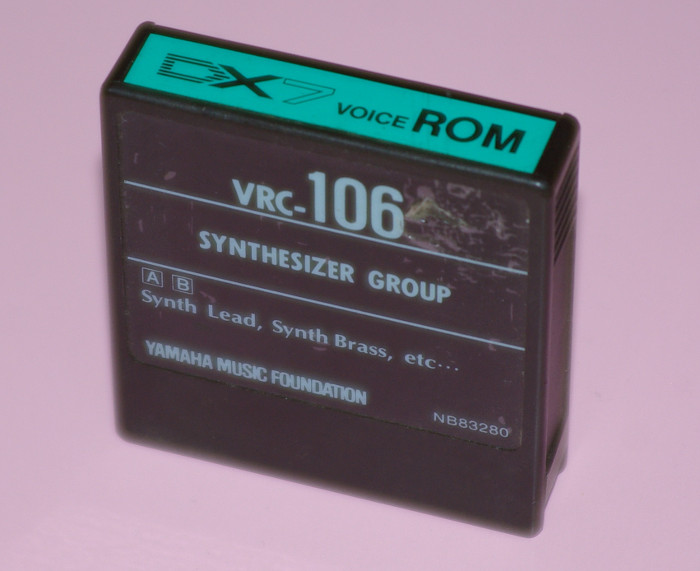 DX7 VOICE ROM
VRC-106
SYNTHESIZER GROUP
A B
Synth Lead, Synth Brass, etc···
YAMAHA MUSIC FOUNDATION
NB83280